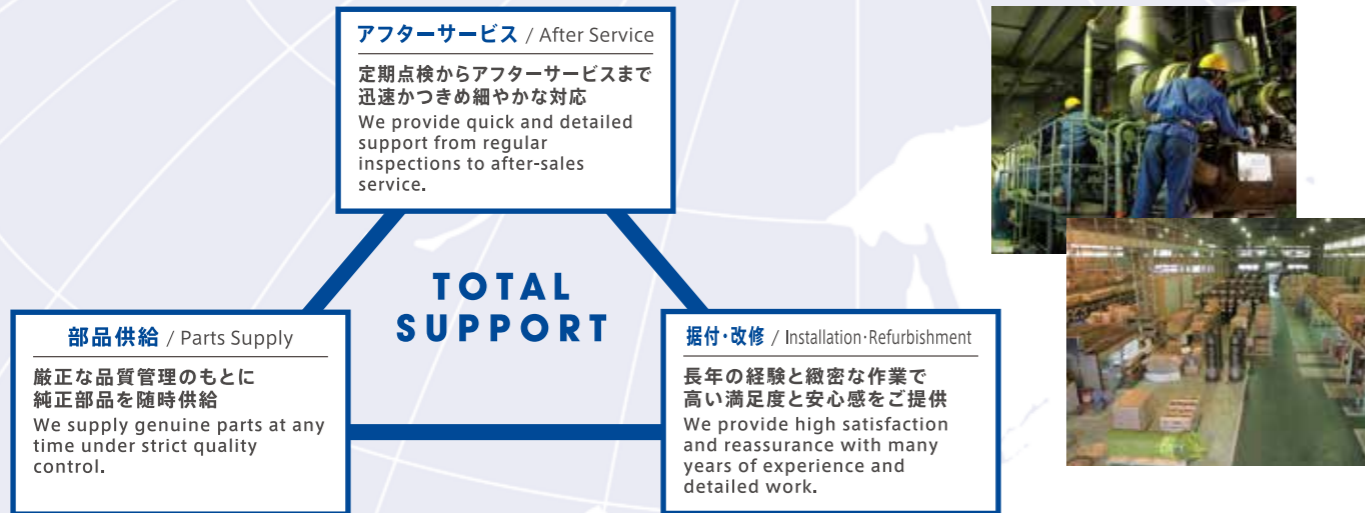 アフターサービス / After Service
定期点検からアフターサービスまで
迅速かつきめ細やかな対応
We provide quick and detailed
support from regular
inspections to after-sales
service.
TOTAL
SUPPORT
部品供給 / Parts Supply
厳正な品質管理のもとに
純正部品を随時供給
We supply genuine parts at any
time under strict quality
control.
据付・改修 / Installation・Refurbishment
長年の経験と緻密な作業で
高い満足度と安心感をご提供
We provide high satisfaction
and reassurance with many
years of experience and
detailed work.